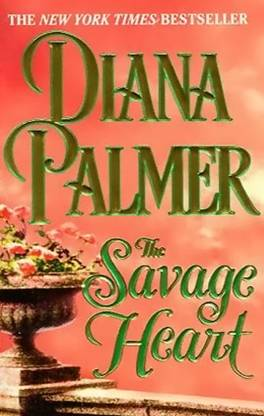 THE NEW YORK TIMES BESTSELLER
DIANA
PALMER
The
Savage
Heart